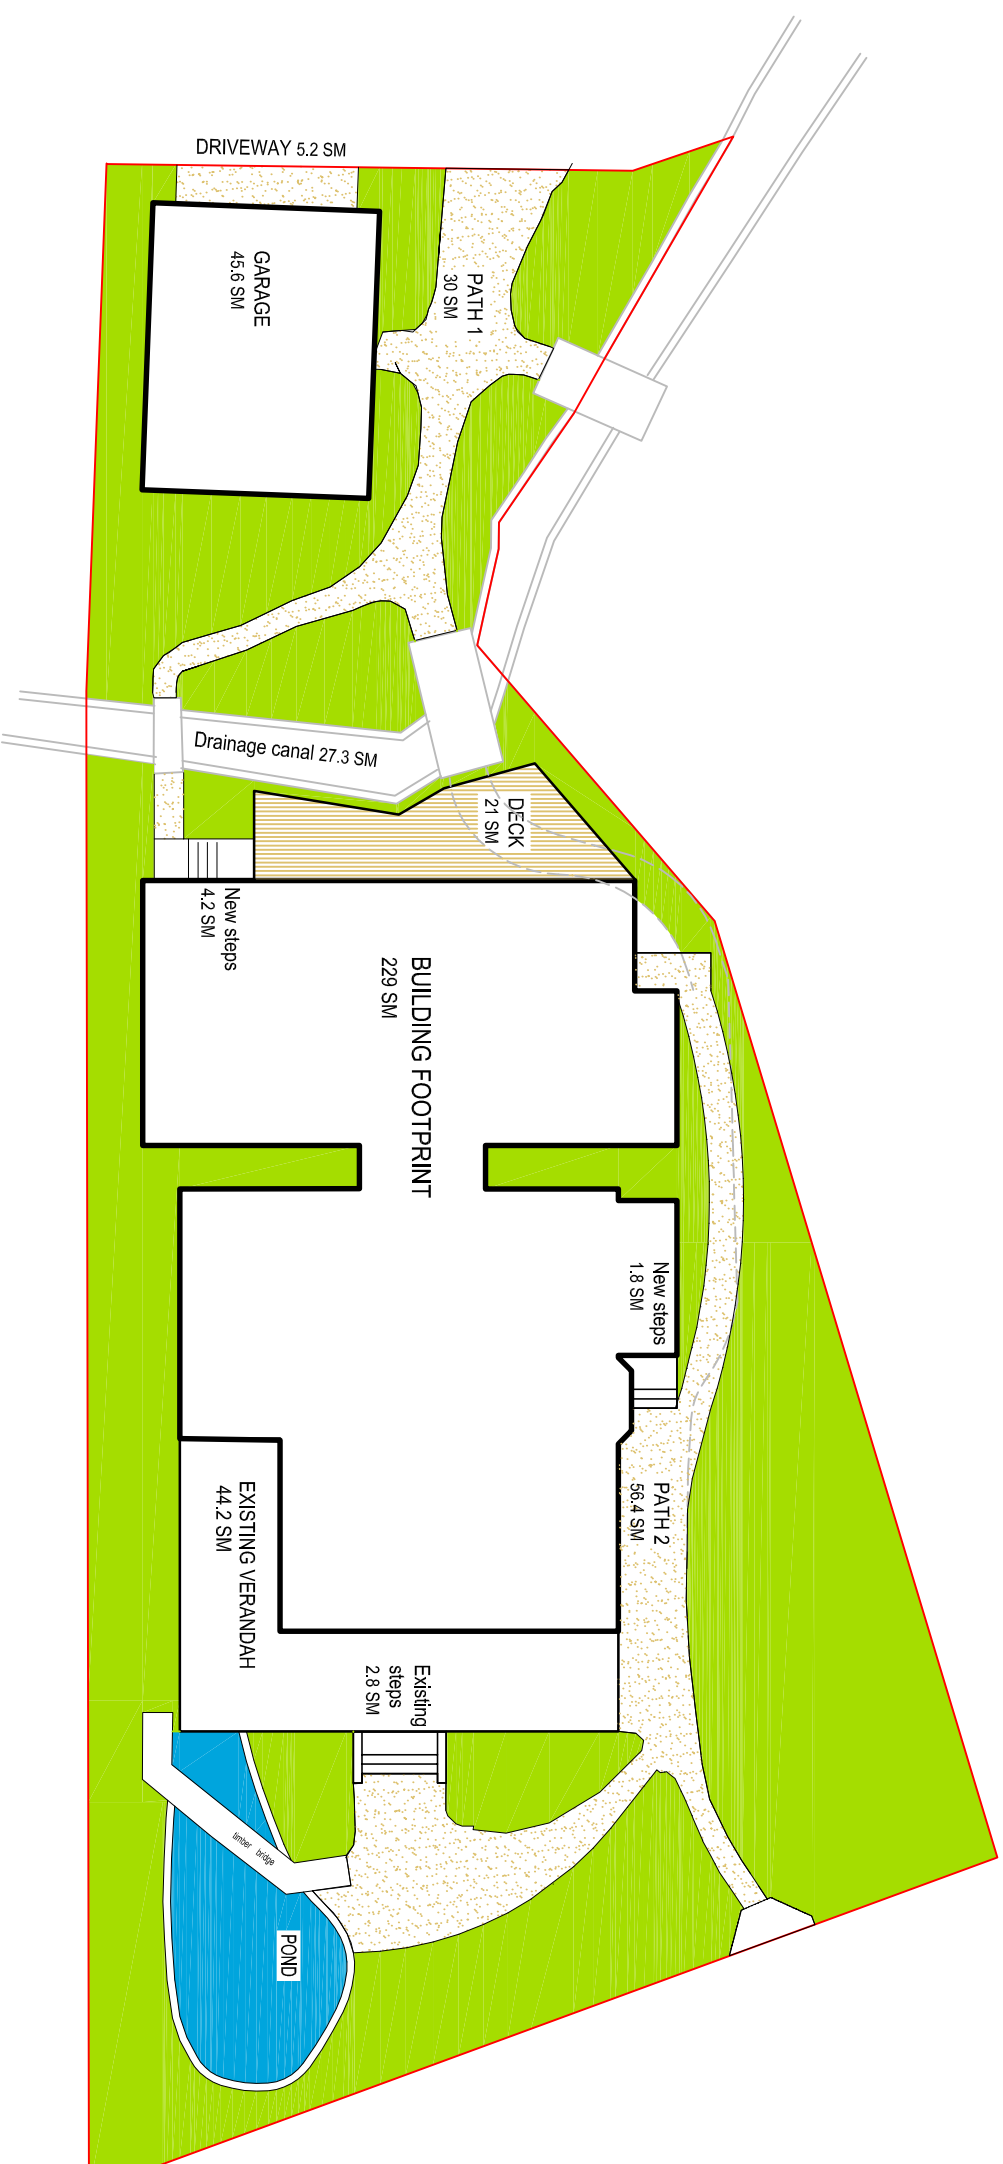 DRIVEWAY 5.2 SM
GARAGE
45.6 SM
PATH 1
30 SM
Drainage canal 27.3 SM
DECK
21 SM
New steps
4.2 SM
BUILDING FOOTPRINT
229 SM
New steps
1.8 SM
PATH 2
56.4 SM
EXISTING VERANDAH
44.2 SM
Existing
steps
2.8 SM
timber bridge
POND